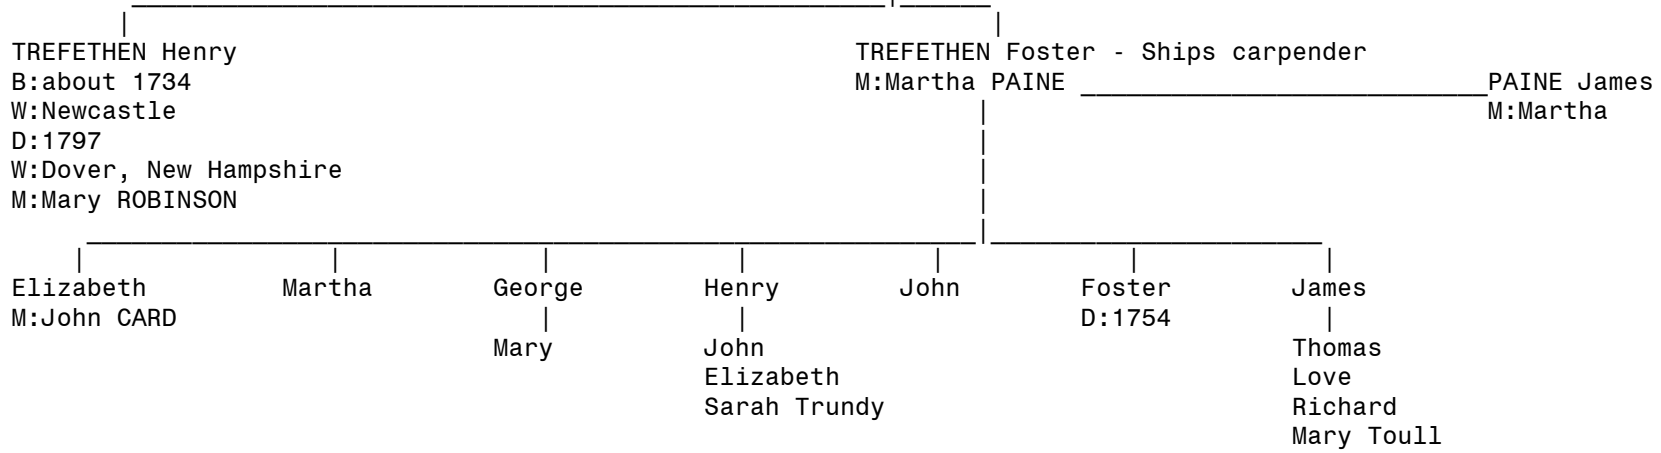 TREFETHEN Henry
B:about 1734
W:Newcastle
D:1797
W:Dover, New Hampshire
M:Mary ROBINSON
TREFETHEN Foster - Ships carpender
M:Martha PAINE
PAINE James
M:Martha
Elizabeth
M:John CARD
Martha
George
Mary
Henry
John
Elizabeth
Sarah Trundy
John
Foster
D:1754
James
Thomas
Love
Richard
Mary Toull